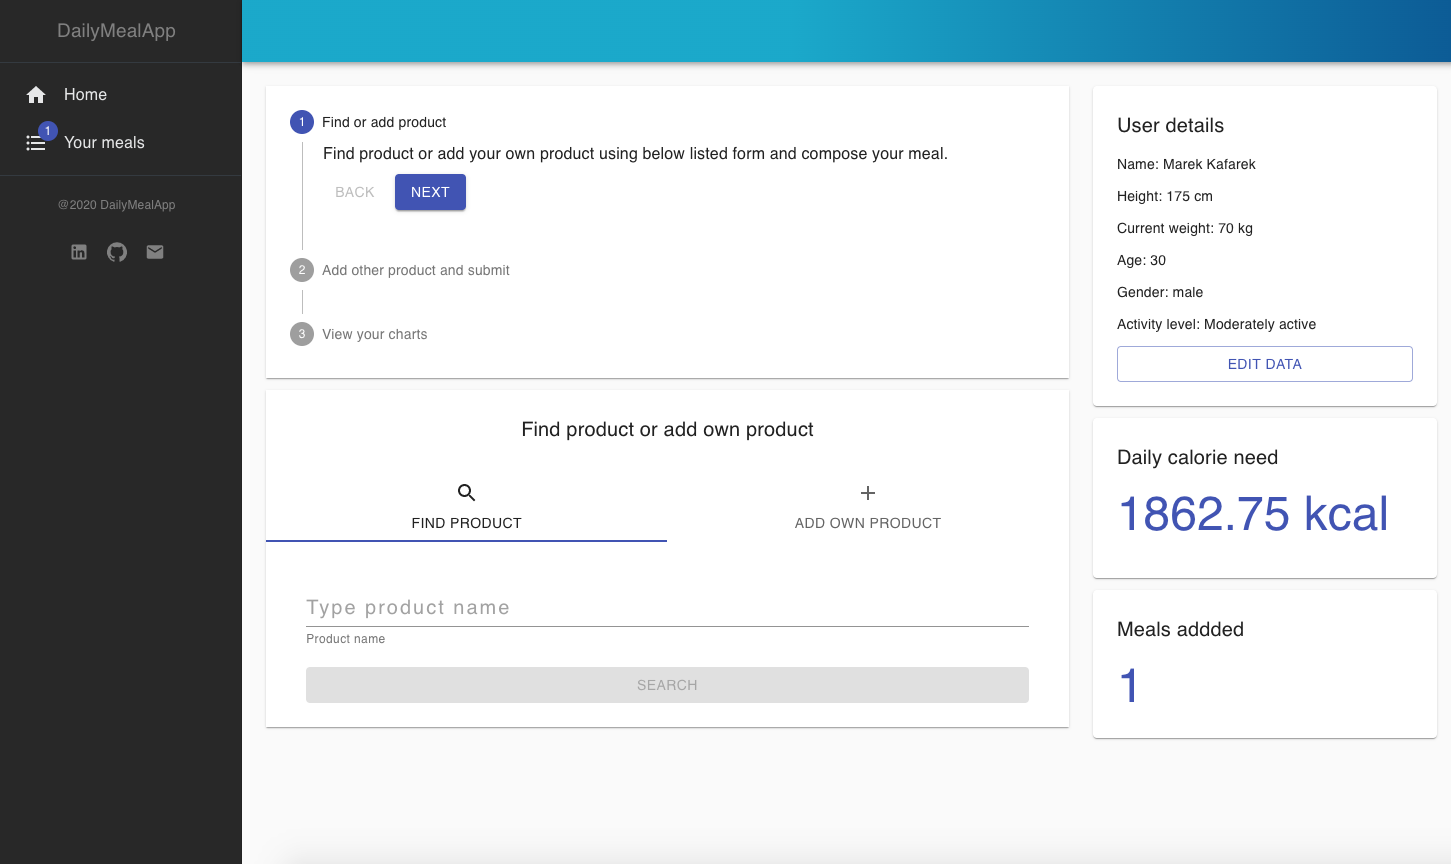 DailyMealApp
Home
1
Your meals
@2020 DailyMealApp
1 Find or add product
Find product or add your own product using below listed form and compose your meal.
BACK NEXT
2 Add other product and submit
3 View your charts
Find product or add own product
FIND PRODUCT ADD OWN PRODUCT
Type product name
Product name
SEARCH
User details
Name: Marek Kafarek
Height: 175 cm
Current weight: 70 kg
Age: 30
Gender: male
Activity level: Moderately active
EDIT DATA
Daily calorie need
1862.75 kcal
Meals addded
1